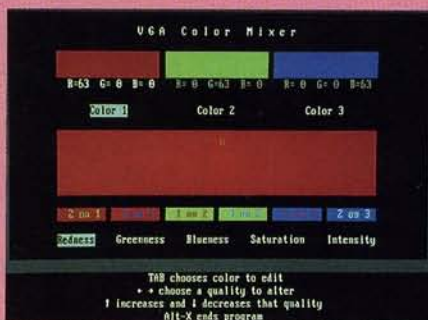 VGA Color Mixer
R=63 G= 0 B= 0 R= 0 G=63 B= 0 R= 0 G= 0 B=63
Color 1 Color 2 Color 3
2 on 1 1 on 2 2 on 3
Redness Greenness Blueness Saturation Intensity
TAB chooses color to edit
← → choose a quality to alter
↑ increases and ↓ decreases that quality
Alt-X ends program